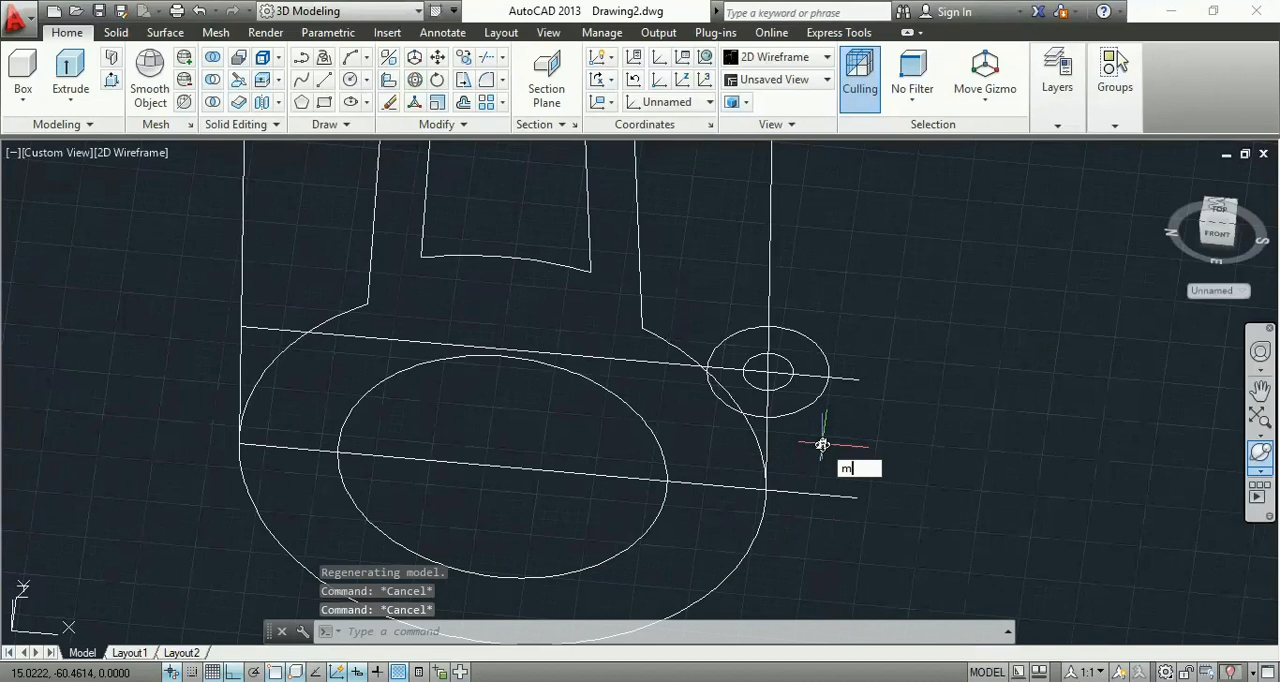 3D Modeling AutoCAD 2013 Drawing2.dwg Type a keyword or phrase Sign In
Home Solid Surface Mesh Render Parametric Insert Annotate Layout View Manage Output Plug-ins Online Express Tools
Box Extrude Smooth Object Section Plane 2D Wireframe Unsaved View Unnamed Culling No Filter Move Gizmo Layers Groups
Modeling Mesh Solid Editing Draw Modify Section Coordinates View Selection
[−][Custom View][2D Wireframe]
TOP
N FRONT S
E
Unnamed
m
Regenerating model.
Command: *Cancel*
Command: *Cancel*
Type a command
Model Layout1 Layout2
15.0222, -60.4614, 0.0000 MODEL 1:1